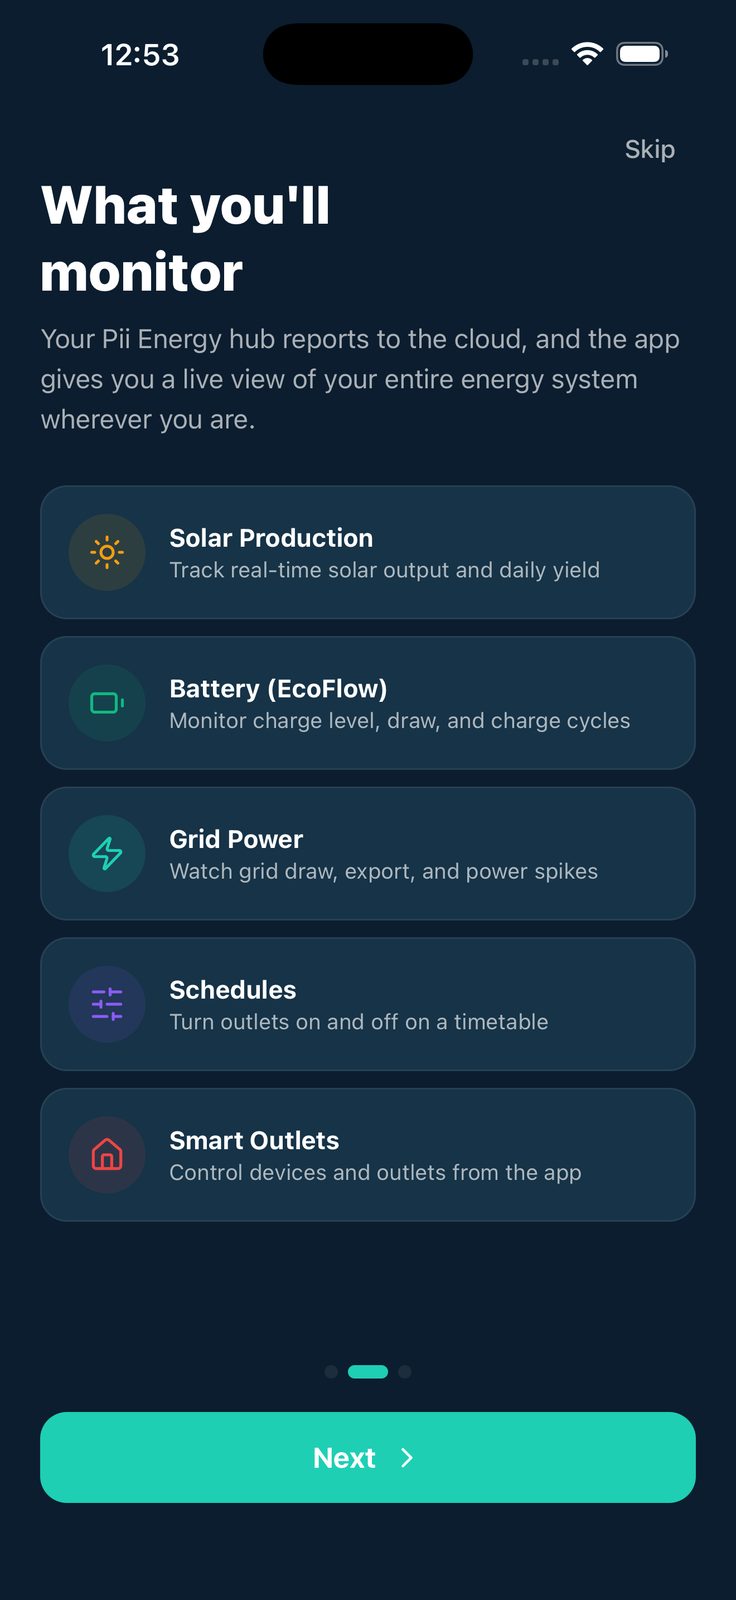 12:53
Skip
What you'll
monitor
Your Pii Energy hub reports to the cloud, and the app
gives you a live view of your entire energy system
wherever you are.
Solar Production
Track real-time solar output and daily yield
Battery (EcoFlow)
Monitor charge level, draw, and charge cycles
Grid Power
Watch grid draw, export, and power spikes
Schedules
Turn outlets on and off on a timetable
Smart Outlets
Control devices and outlets from the app
Next